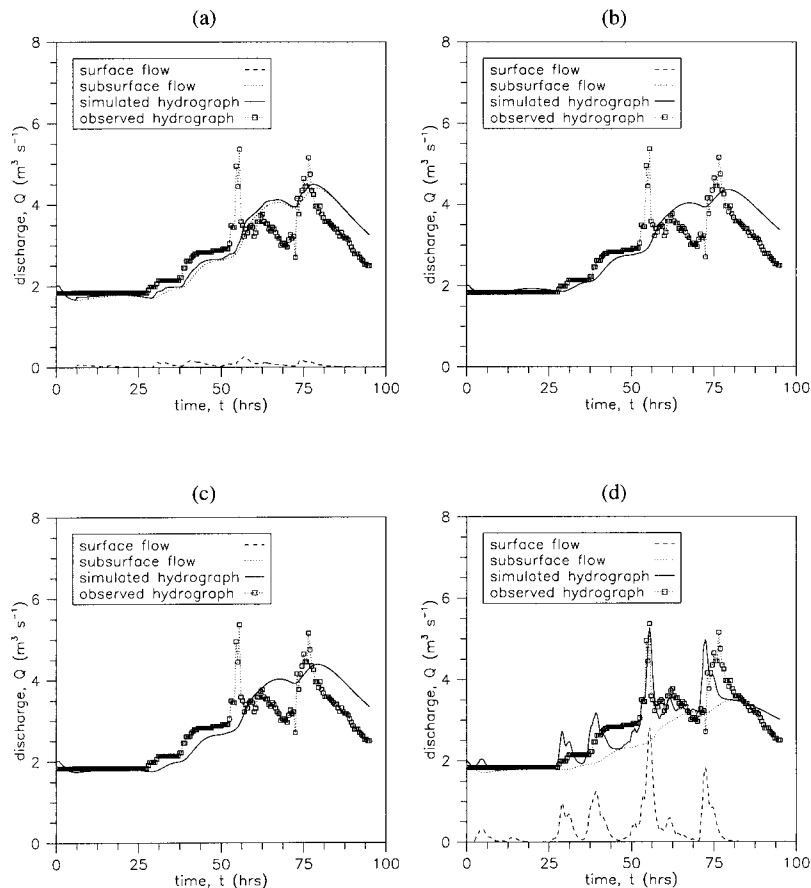 (a)
8
6
4
2
0
discharge, Q (m³ s⁻¹)
surface flow
subsurface flow
simulated hydrograph
observed hydrograph
0 25 50 75 100
time, t (hrs)
(b)
8
6
4
2
0
discharge, Q (m³ s⁻¹)
surface flow
subsurface flow
simulated hydrograph
observed hydrograph
0 25 50 75 100
time, t (hrs)
(c)
8
6
4
2
0
discharge, Q (m³ s⁻¹)
surface flow
subsurface flow
simulated hydrograph
observed hydrograph
0 25 50 75 100
time, t (hrs)
(d)
8
6
4
2
0
discharge, Q (m³ s⁻¹)
surface flow
subsurface flow
simulated hydrograph
observed hydrograph
0 25 50 75 100
time, t (hrs)